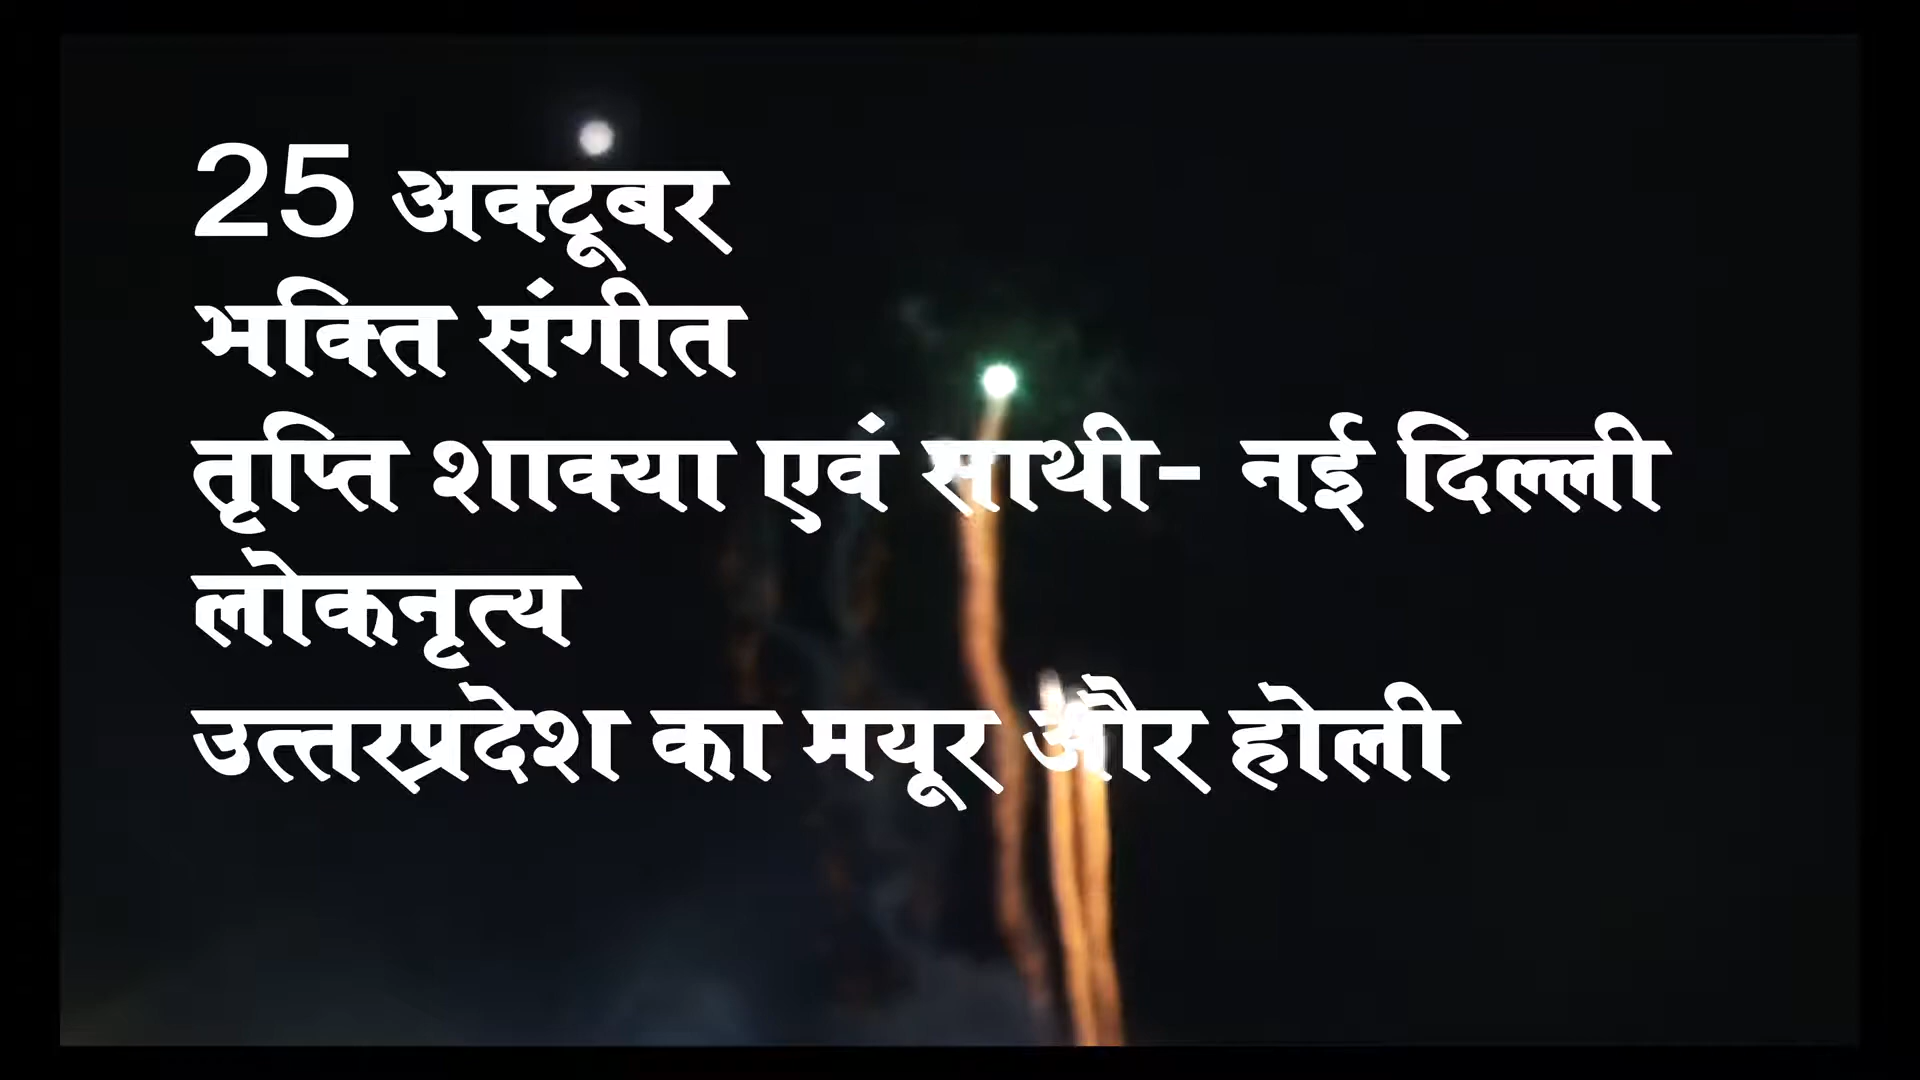 25 अक्टूबर
भक्ति संगीत
तृप्ति शाक्या एवं साथी- नई दिल्ली
लोकनृत्य
उत्तरप्रदेश का मयूर और होली